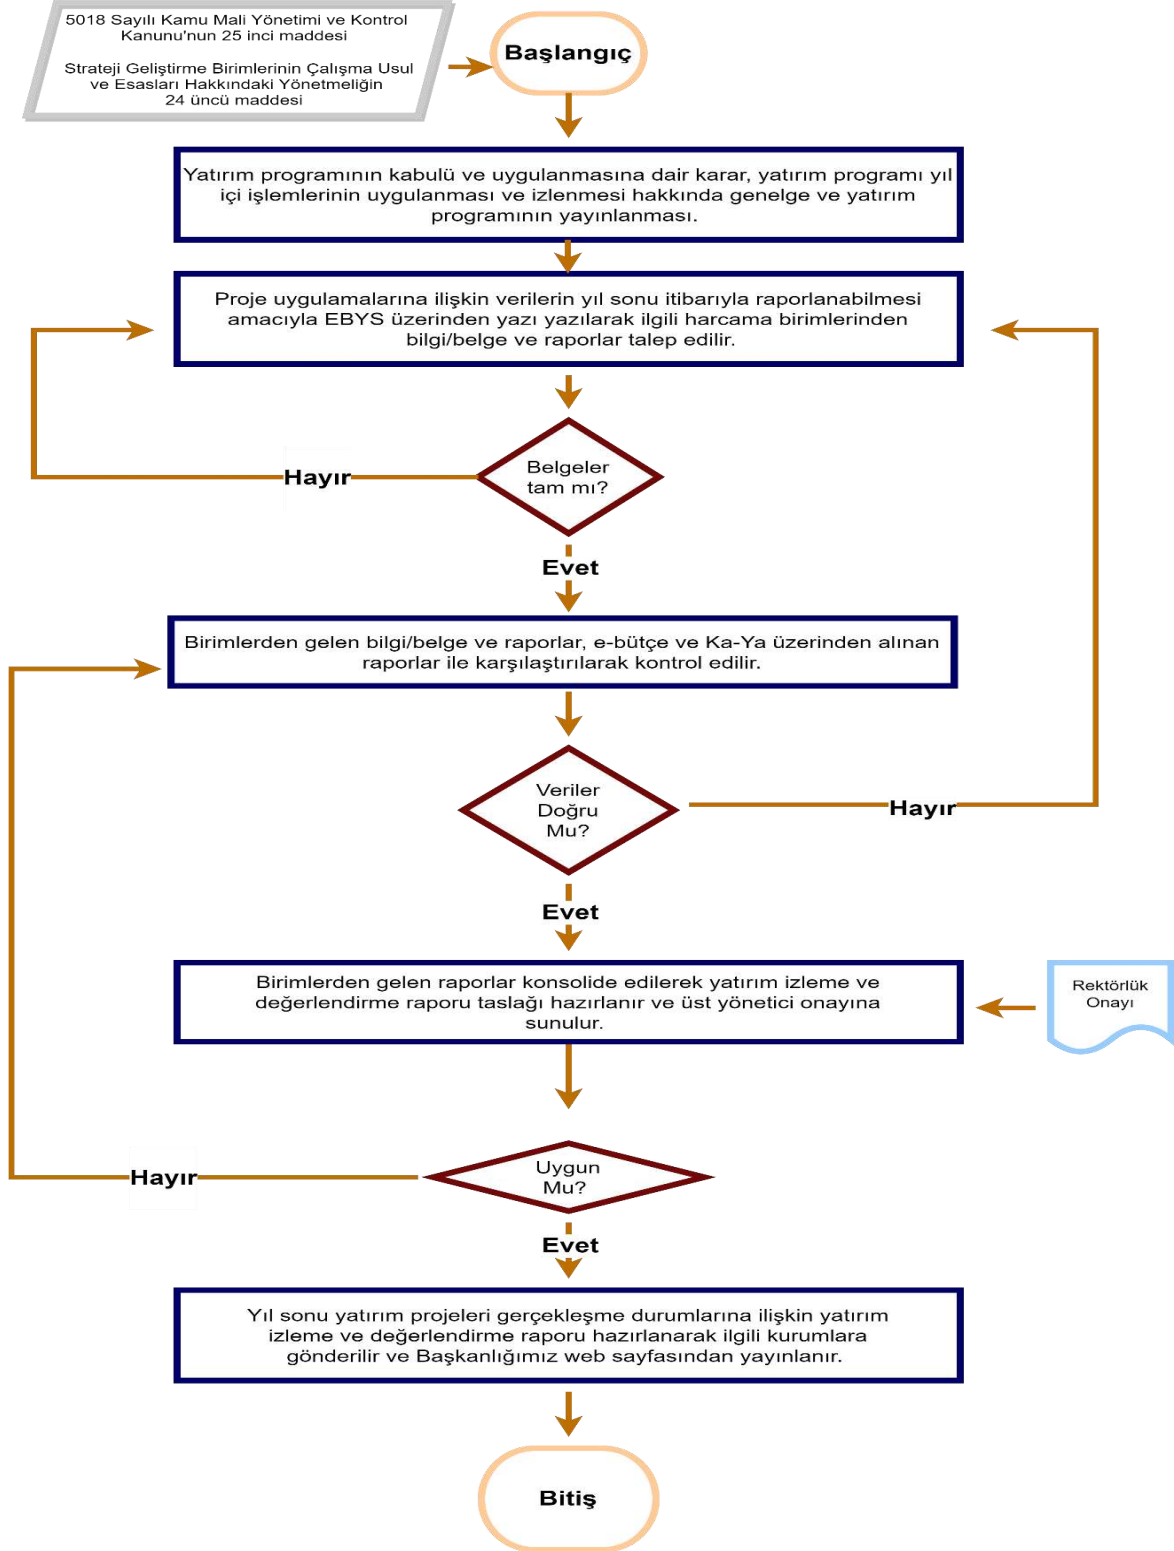 5018 Sayılı Kamu Mali Yönetimi ve Kontrol
Kanunu'nun 25 inci maddesi
Strateji Geliştirme Birimlerinin Çalışma Usul
ve Esasları Hakkındaki Yönetmeliğin
24 üncü maddesi
Başlangıç
Yatırım programının kabulü ve uygulanmasına dair karar, yatırım programı yıl
içi işlemlerinin uygulanması ve izlenmesi hakkında genelge ve yatırım
programının yayınlanması.
Proje uygulamalarına ilişkin verilerin yıl sonu itibarıyla raporlanabilmesi
amacıyla EBYS üzerinden yazı yazılarak ilgili harcama birimlerinden
bilgi/belge ve raporlar talep edilir.
Belgeler
tam mı?
Hayır
Evet
Birimlerden gelen bilgi/belge ve raporlar, e-bütçe ve Ka-Ya üzerinden alınan
raporlar ile karşılaştırılarak kontrol edilir.
Veriler
Doğru
Mu?
Hayır
Evet
Birimlerden gelen raporlar konsolide edilerek yatırım izleme ve
değerlendirme raporu taslağı hazırlanır ve üst yönetici onayına
sunulur.
Rektörlük
Onayı
Uygun
Mu?
Hayır
Evet
Yıl sonu yatırım projeleri gerçekleşme durumlarına ilişkin yatırım
izleme ve değerlendirme raporu hazırlanarak ilgili kurumlara
gönderilir ve Başkanlığımız web sayfasından yayınlanır.
Bitiş